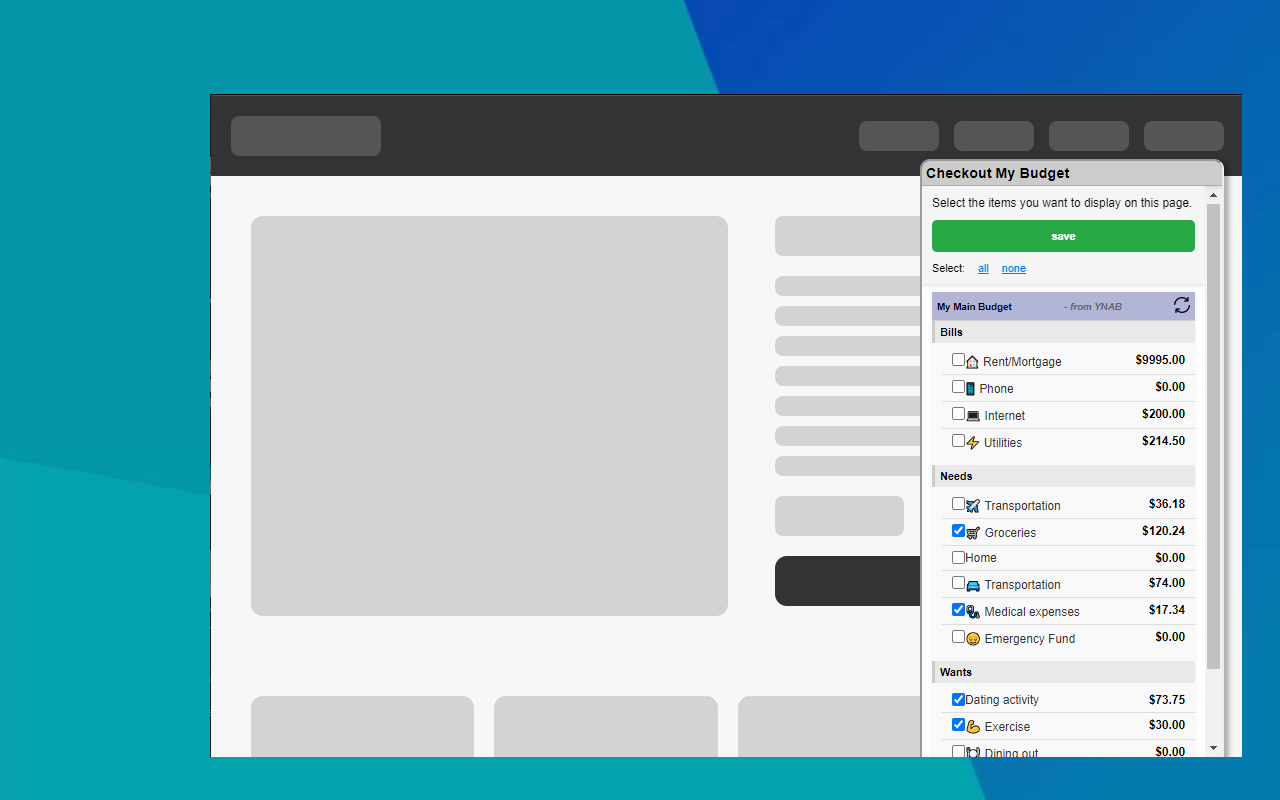 Checkout My Budget
Select the items you want to display on this page.
save
Select: all none
My Main Budget - from YNAB
Bills
Rent/Mortgage $9995.00
Phone $0.00
Internet $200.00
Utilities $214.50
Needs
Transportation $36.18
Groceries $120.24
Home $0.00
Transportation $74.00
Medical expenses $17.34
Emergency Fund $0.00
Wants
Dating activity $73.75
Exercise $30.00
Dining out $0.00